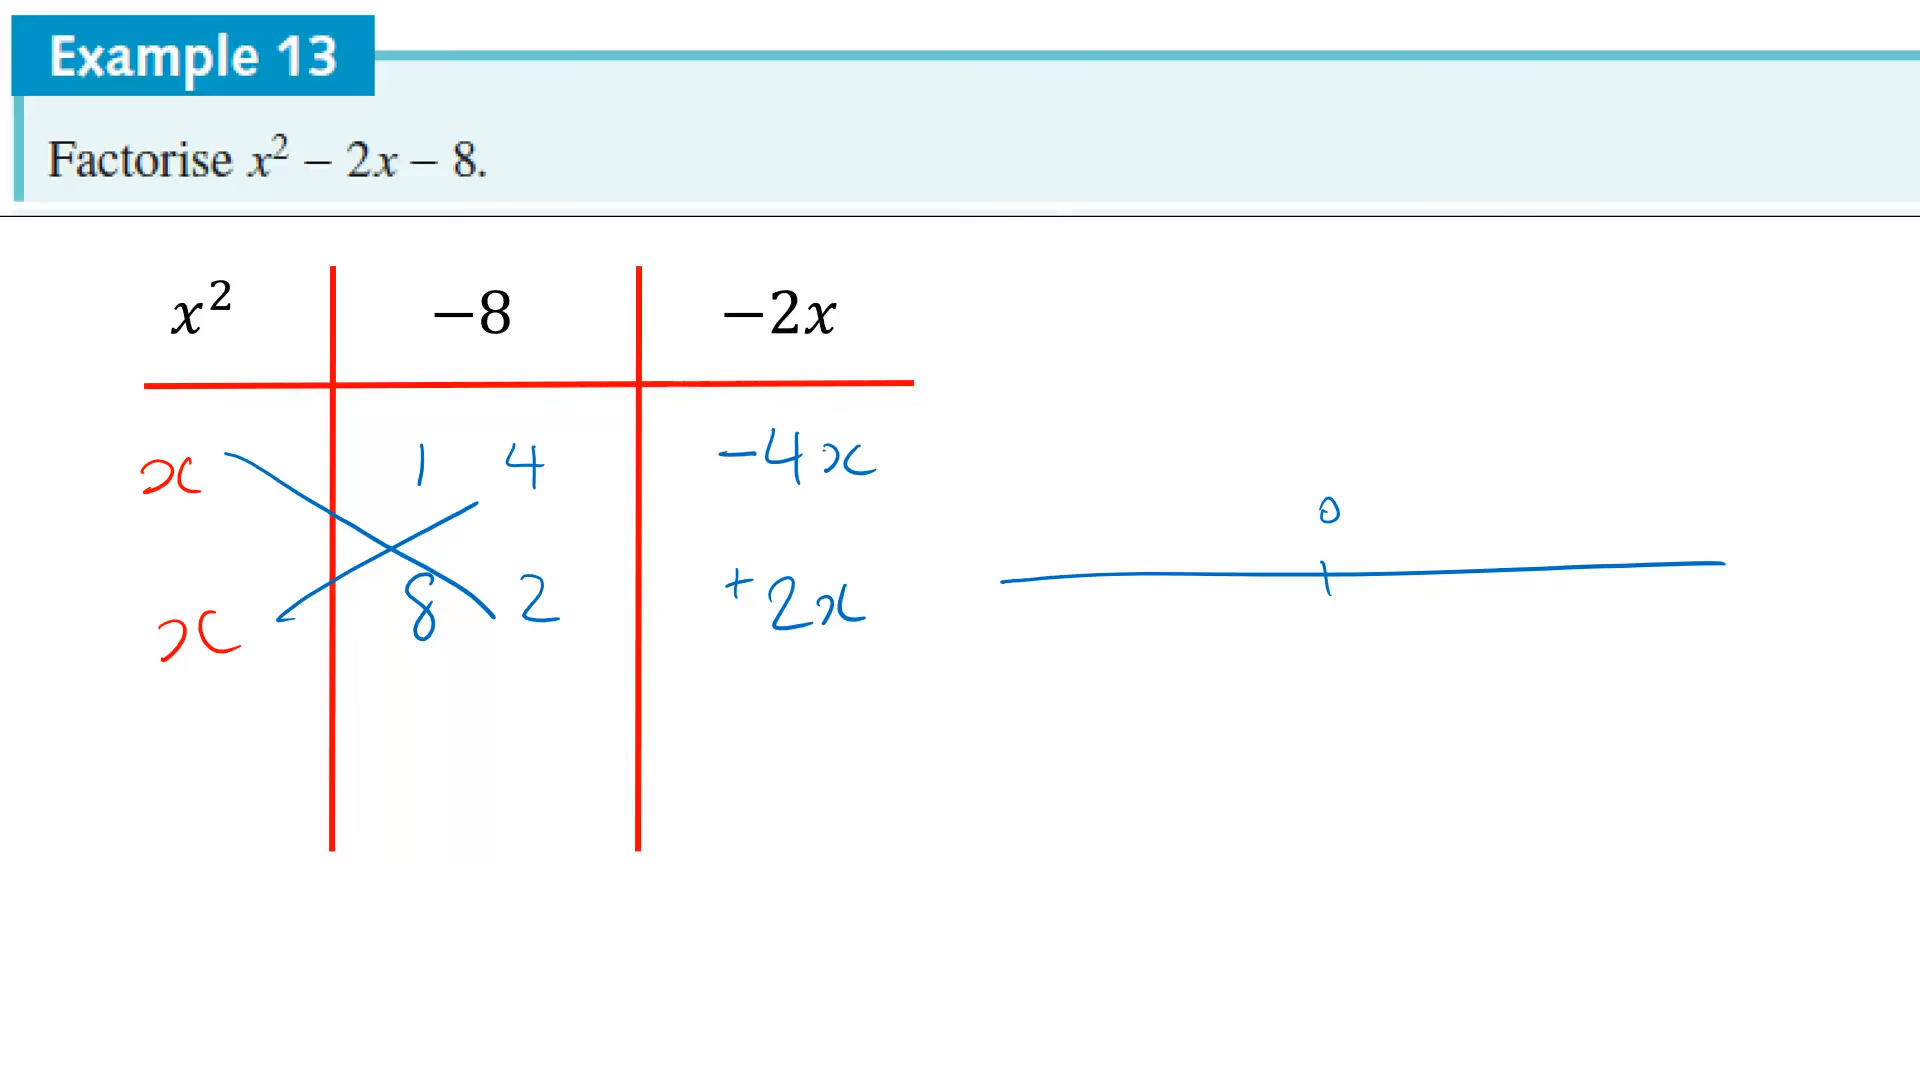 Example 13
Factorise x² – 2x – 8.
x² −8 −2x
x 1 4 −4x
0
x 8 2 +2x